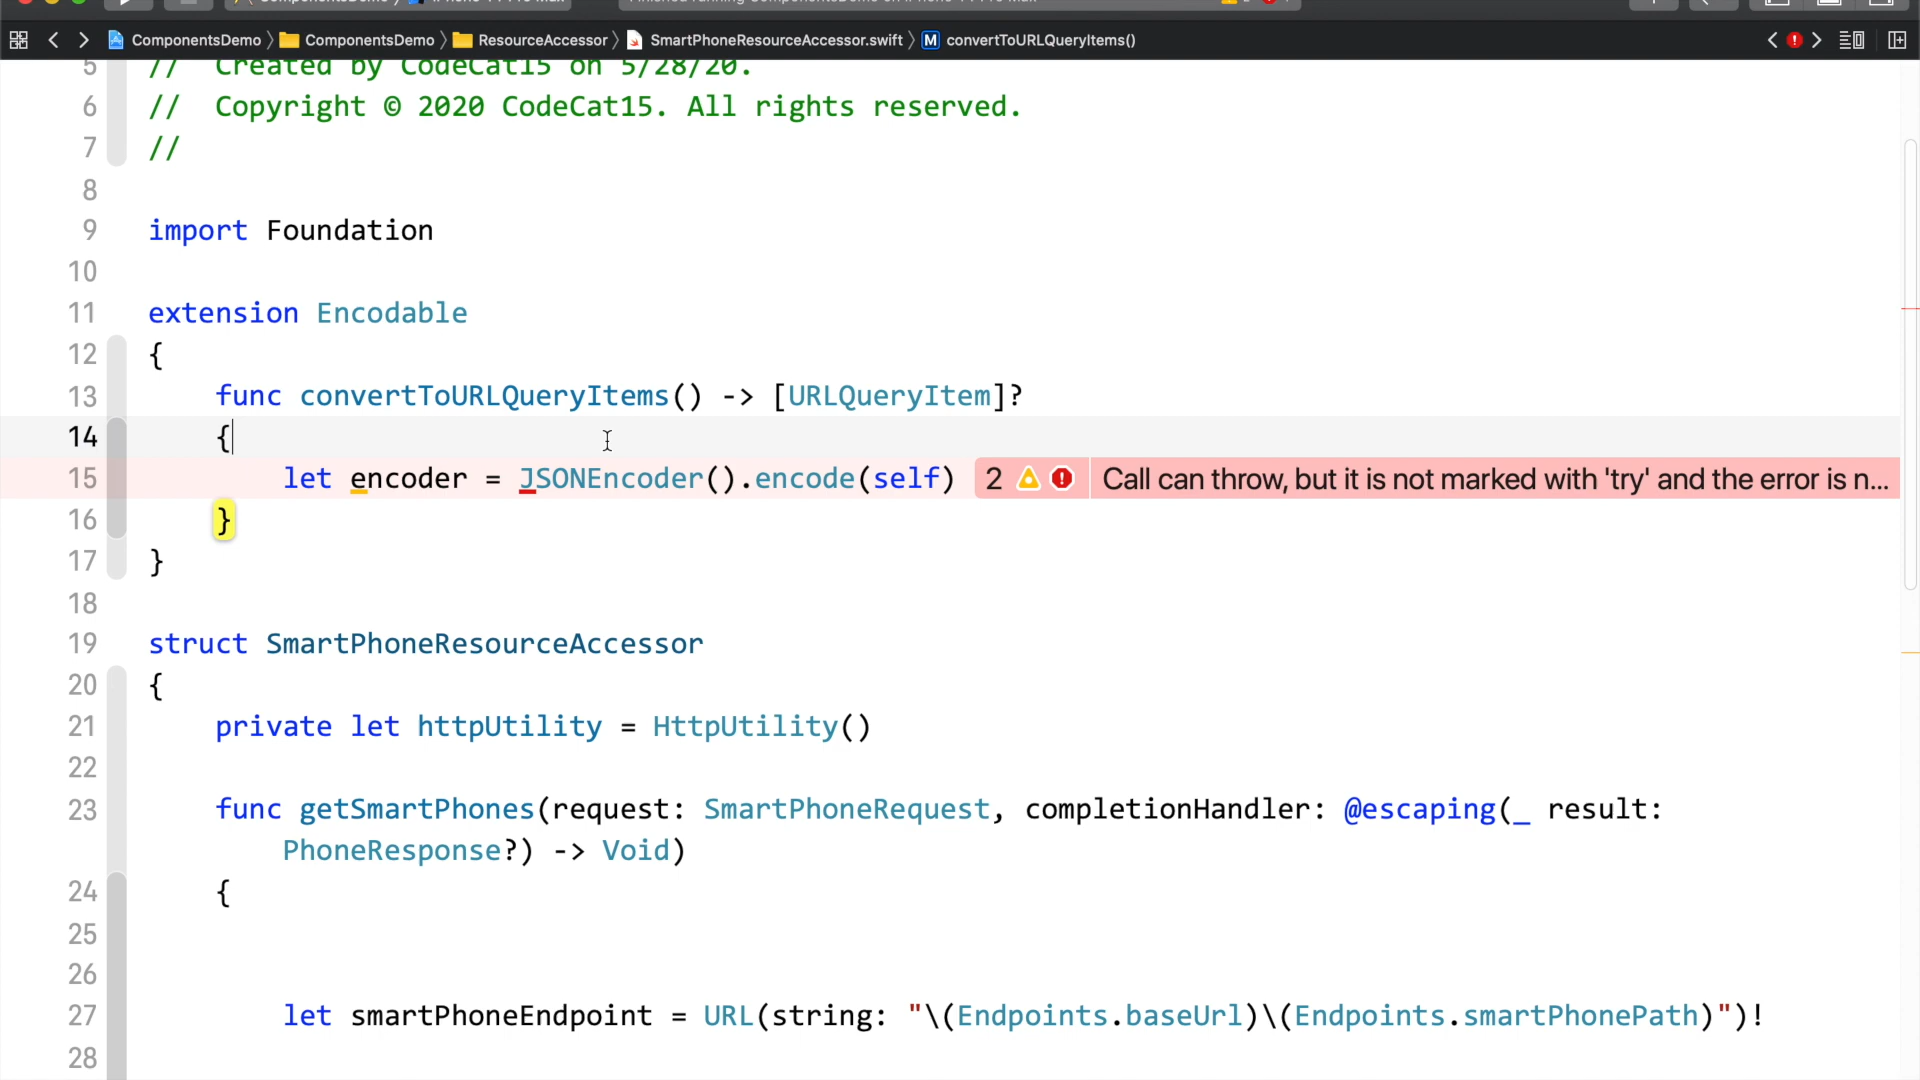 ComponentsDemo ComponentsDemo ResourceAccessor SmartPhoneResourceAccessor.swift M convertToURLQueryItems()
5 // Created by CodeCat15 on 5/28/20.
6 // Copyright © 2020 CodeCat15. All rights reserved.
7 //
8
9 import Foundation
10
11 extension Encodable
12 {
13 func convertToURLQueryItems() -> [URLQueryItem]?
14 {
15 let encoder = JSONEncoder().encode(self) 2 Call can throw, but it is not marked with 'try' and the error is n...
16 }
17 }
18
19 struct SmartPhoneResourceAccessor
20 {
21 private let httpUtility = HttpUtility()
22
23 func getSmartPhones(request: SmartPhoneRequest, completionHandler: @escaping(_ result:
PhoneResponse?) -> Void)
24 {
25
26
27 let smartPhoneEndpoint = URL(string: "\(Endpoints.baseUrl)\(Endpoints.smartPhonePath)")!
28